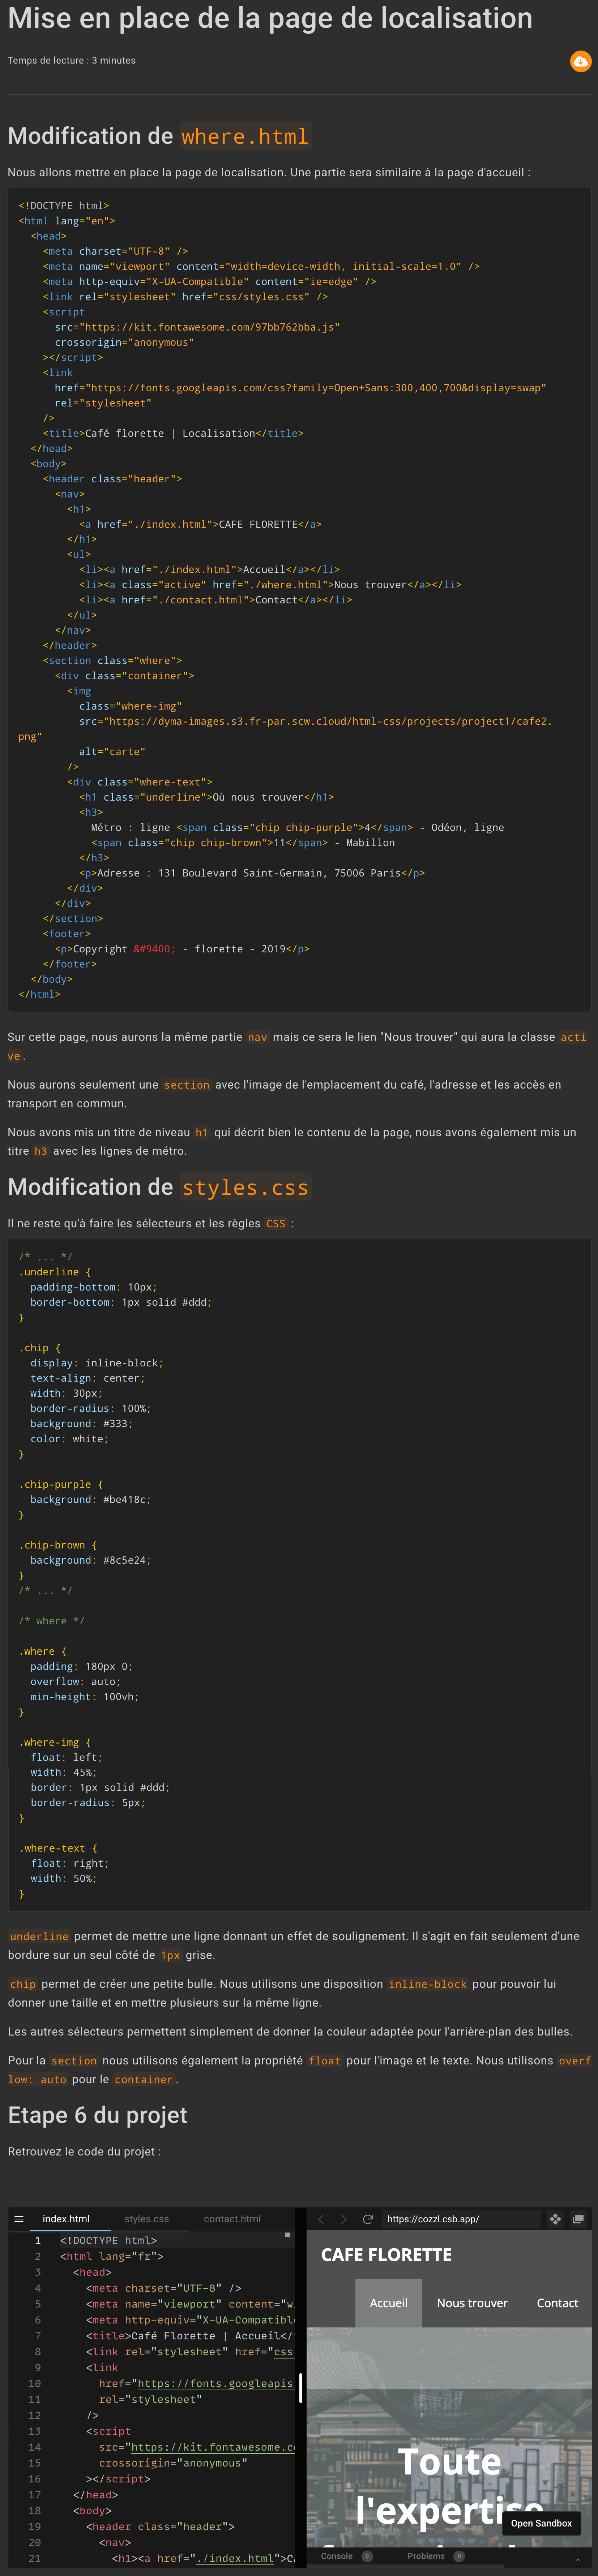 Mise en place de la page de localisation
Temps de lecture : 3 minutes
Modification de where.html
Nous allons mettre en place la page de localisation. Une partie sera similaire à la page d'accueil :
<!DOCTYPE html>
<html lang="en">
<head>
<meta charset="UTF-8" />
<meta name="viewport" content="width=device-width, initial-scale=1.0" />
<meta http-equiv="X-UA-Compatible" content="ie=edge" />
<link rel="stylesheet" href="css/styles.css" />
<script
src="https://kit.fontawesome.com/97bb762bba.js"
crossorigin="anonymous"
></script>
<link
href="https://fonts.googleapis.com/css?family=Open+Sans:300,400,700&display=swap"
rel="stylesheet"
/>
<title>Café florette | Localisation</title>
</head>
<body>
<header class="header">
<nav>
<h1>
<a href="./index.html">CAFE FLORETTE</a>
</h1>
<ul>
<li><a href="./index.html">Accueil</a></li>
<li><a class="active" href="./where.html">Nous trouver</a></li>
<li><a href="./contact.html">Contact</a></li>
</ul>
</nav>
</header>
<section class="where">
<div class="container">
<img
class="where-img"
src="https://dyma-images.s3.fr-par.scw.cloud/html-css/projects/project1/cafe2.
png"
alt="carte"
/>
<div class="where-text">
<h1 class="underline">Où nous trouver</h1>
<h3>
Métro : ligne <span class="chip chip-purple">4</span> - Odéon, ligne
<span class="chip chip-brown">11</span> - Mabillon
</h3>
<p>Adresse : 131 Boulevard Saint-Germain, 75006 Paris</p>
</div>
</div>
</section>
<footer>
<p>Copyright &#9400; - florette - 2019</p>
</footer>
</body>
</html>
Sur cette page, nous aurons la même partie nav mais ce sera le lien "Nous trouver" qui aura la classe acti
ve.
Nous aurons seulement une section avec l'image de l'emplacement du café, l'adresse et les accès en
transport en commun.
Nous avons mis un titre de niveau h1 qui décrit bien le contenu de la page, nous avons également mis un
titre h3 avec les lignes de métro.
Modification de styles.css
Il ne reste qu'à faire les sélecteurs et les règles CSS :
/* ... */
.underline {
padding-bottom: 10px;
border-bottom: 1px solid #ddd;
}
.chip {
display: inline-block;
text-align: center;
width: 30px;
border-radius: 100%;
background: #333;
color: white;
}
.chip-purple {
background: #be418c;
}
.chip-brown {
background: #8c5e24;
}
/* ... */
/* where */
.where {
padding: 180px 0;
overflow: auto;
min-height: 100vh;
}
.where-img {
float: left;
width: 45%;
border: 1px solid #ddd;
border-radius: 5px;
}
.where-text {
float: right;
width: 50%;
}
underline permet de mettre une ligne donnant un effet de soulignement. Il s'agit en fait seulement d'une
bordure sur un seul côté de 1px grise.
chip permet de créer une petite bulle. Nous utilisons une disposition inline-block pour pouvoir lui
donner une taille et en mettre plusieurs sur la même ligne.
Les autres sélecteurs permettent simplement de donner la couleur adaptée pour l'arrière-plan des bulles.
Pour la section nous utilisons également la propriété float pour l'image et le texte. Nous utilisons overf
low: auto pour le container.
Etape 6 du projet
Retrouvez le code du projet :
index.html styles.css contact.html
1 <!DOCTYPE html>
2 <html lang="fr">
3 <head>
4 <meta charset="UTF-8" />
5 <meta name="viewport" content="w
6 <meta http-equiv="X-UA-Compatibl
7 <title>Café Florette | Accueil</
8 <link rel="stylesheet" href="css
9 <link
10 href="https://fonts.googleapis
11 rel="stylesheet"
12 />
13 <script
14 src="https://kit.fontawesome.c
15 crossorigin="anonymous"
16 ></script>
17 </head>
18 <body>
19 <header class="header">
20 <nav>
21 <h1><a href="./index.html">C
https://cozzl.csb.app/
CAFE FLORETTE
Accueil Nous trouver Contact
Toute
l'expertise
Open Sandbox
Console 0 Problems 0